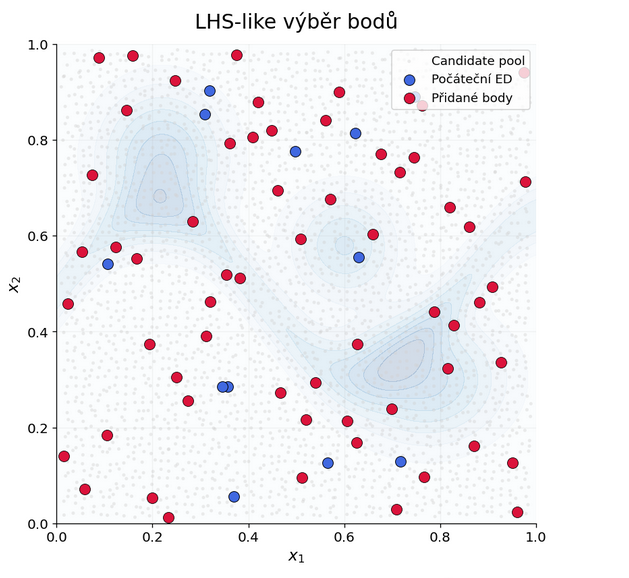 LHS-like výběr bodů
Candidate pool
Počáteční ED
Přidané body
1.0
0.8
0.6
0.4
0.2
0.0
x₂
0.0 0.2 0.4 0.6 0.8 1.0
x₁